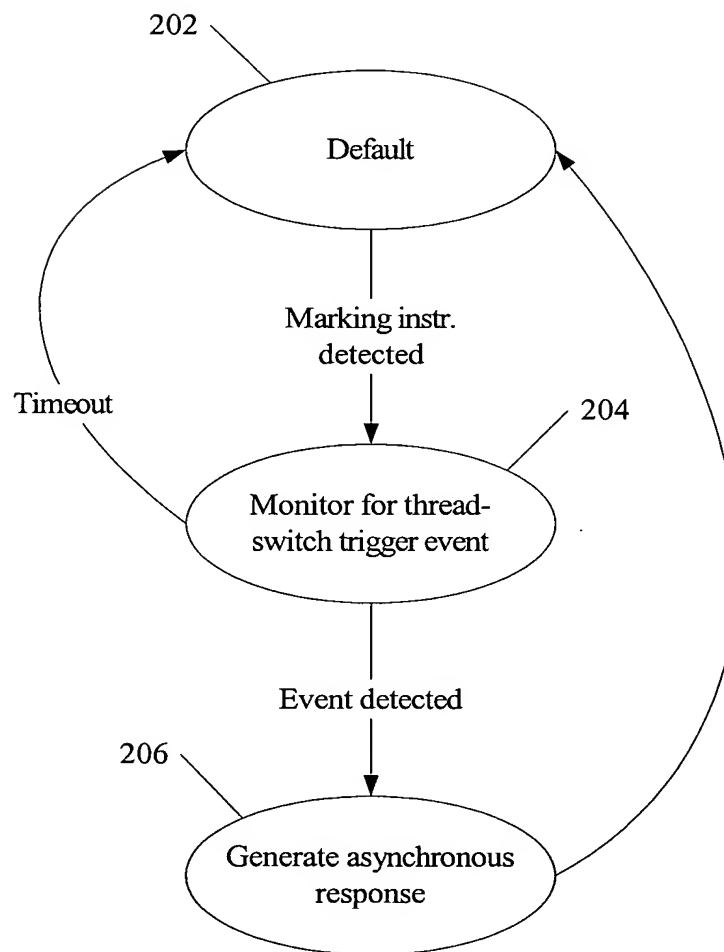 202
Default
Marking instr.
detected
Timeout
204
Monitor for thread-
switch trigger event
Event detected
206
Generate asynchronous
response